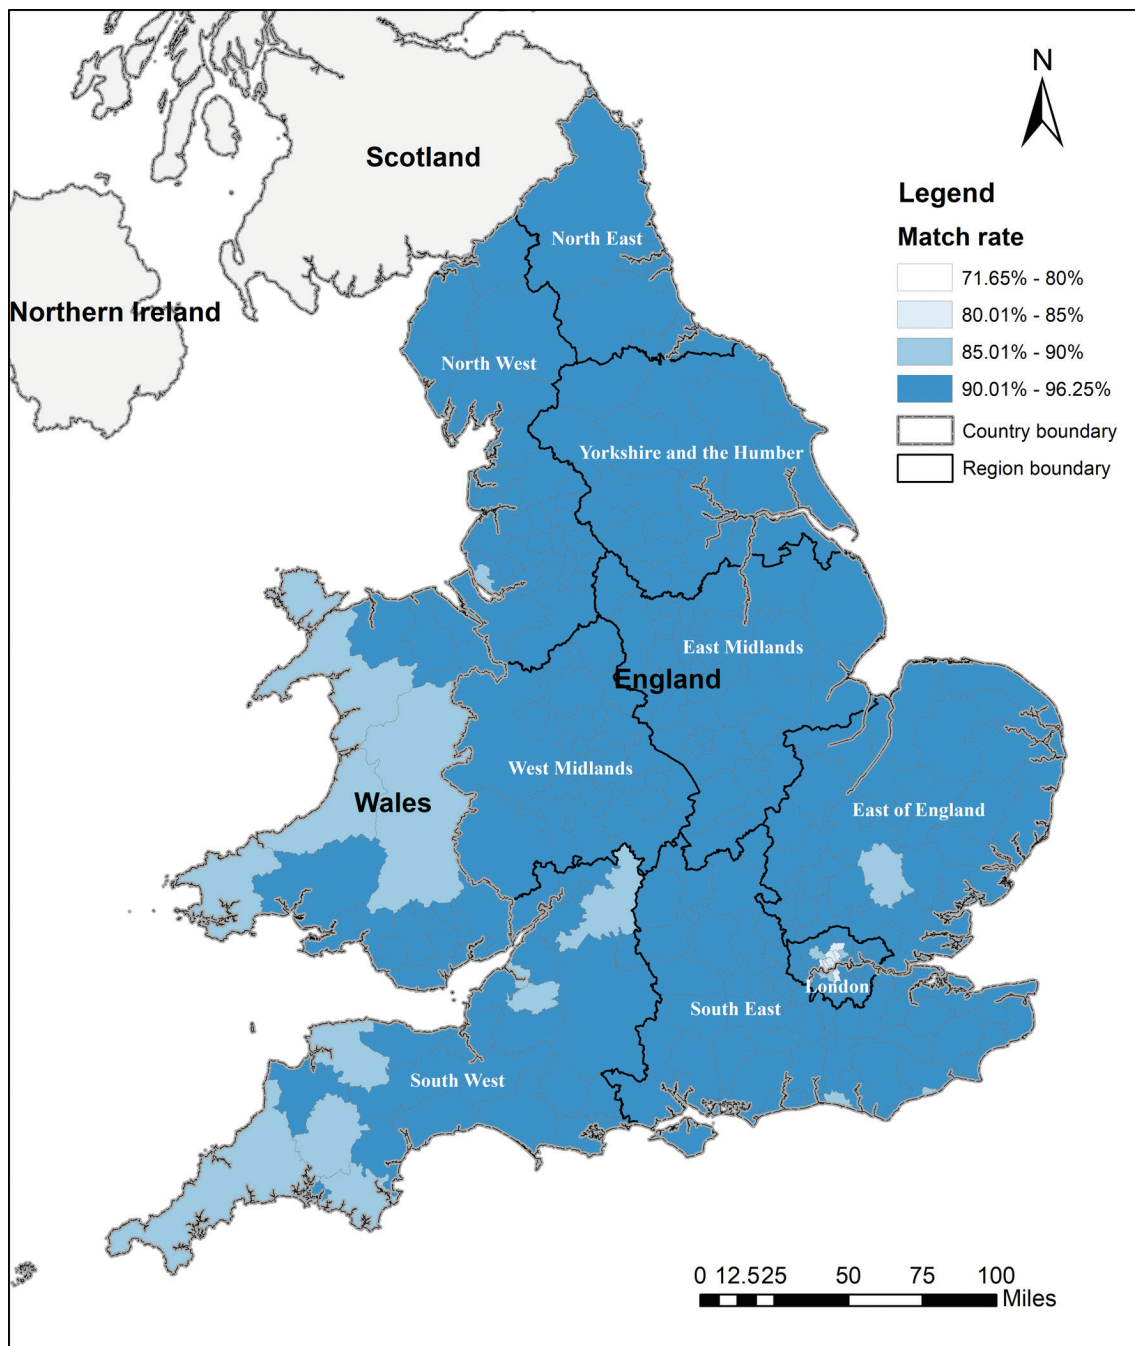 N
Scotland
Legend
North East
Match rate
71.65% - 80%
Northern Ireland
80.01% - 85%
North West
85.01% - 90%
90.01% - 96.25%
Country boundary
Yorkshire and the Humber
Region boundary
East Midlands
England
West Midlands
Wales
East of England
London
South East
South West
0 12.525 50 75 100
Miles